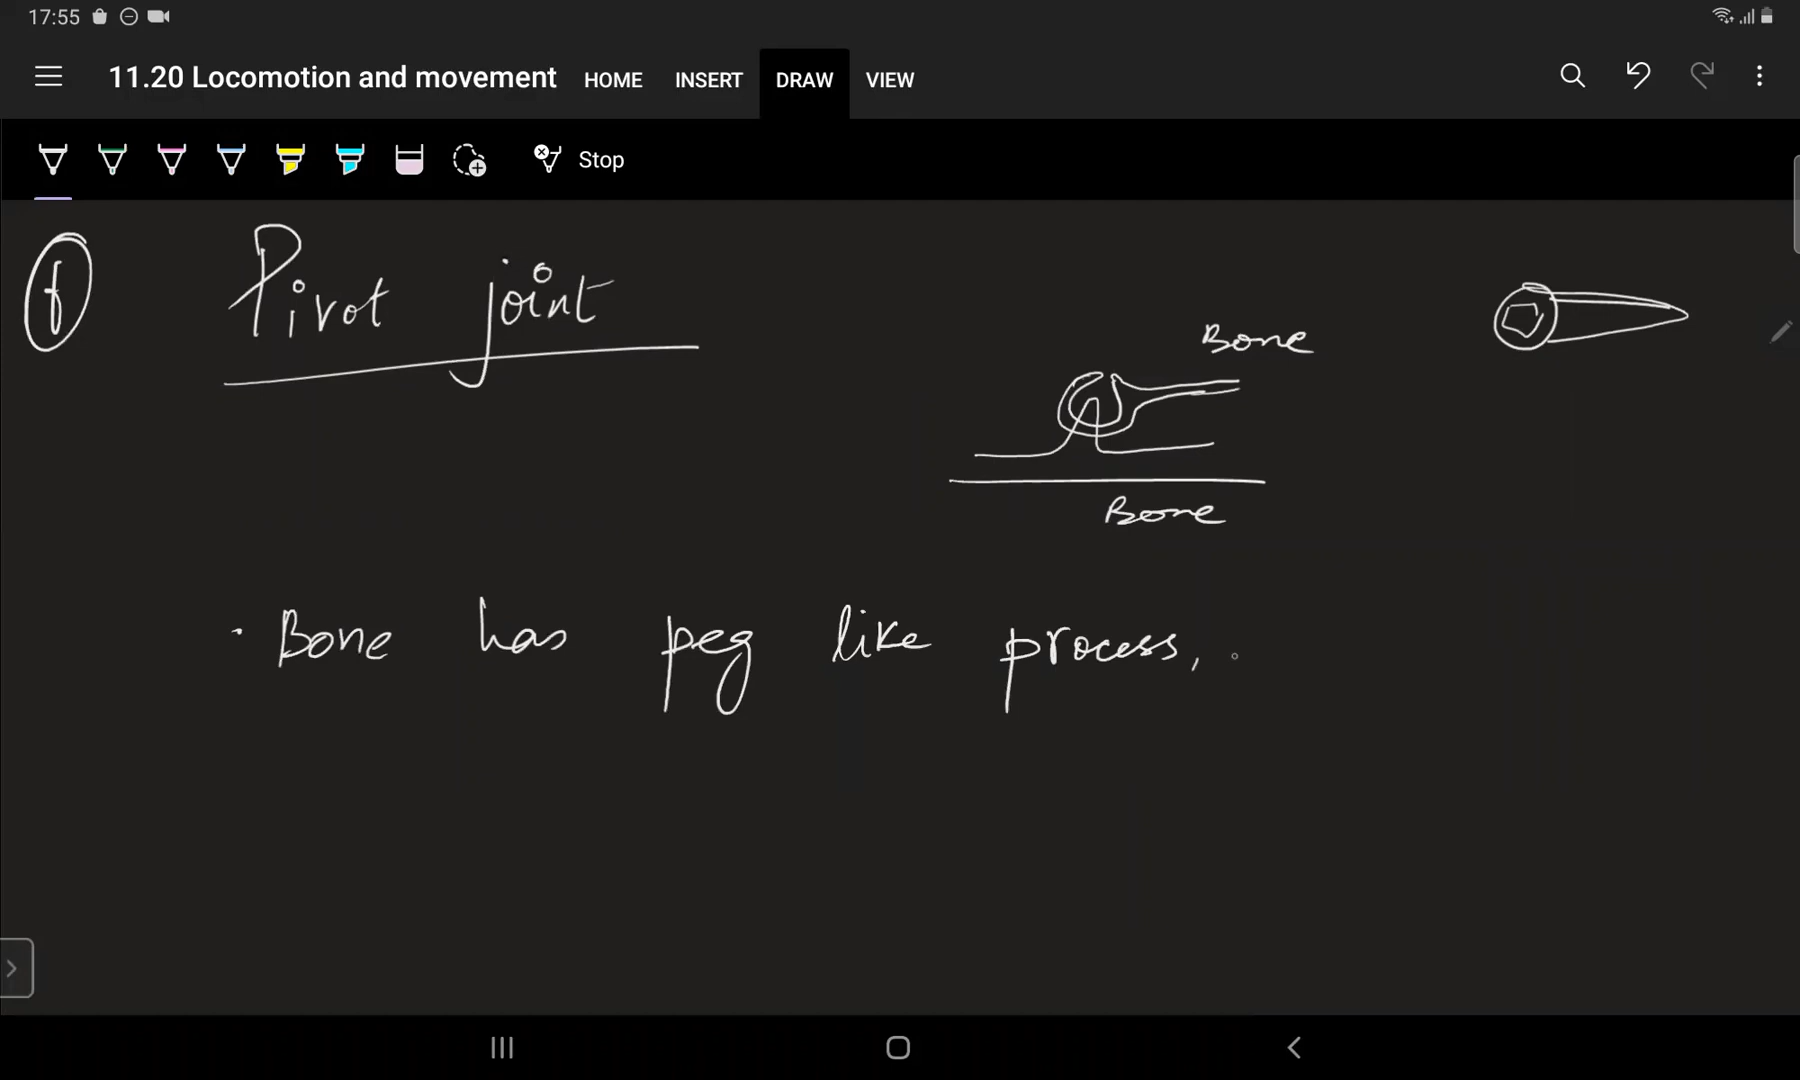 17:55
11.20 Locomotion and movement HOME INSERT DRAW VIEW
Stop
f Pivot joint
Bone
Bone
· Bone has peg like process,